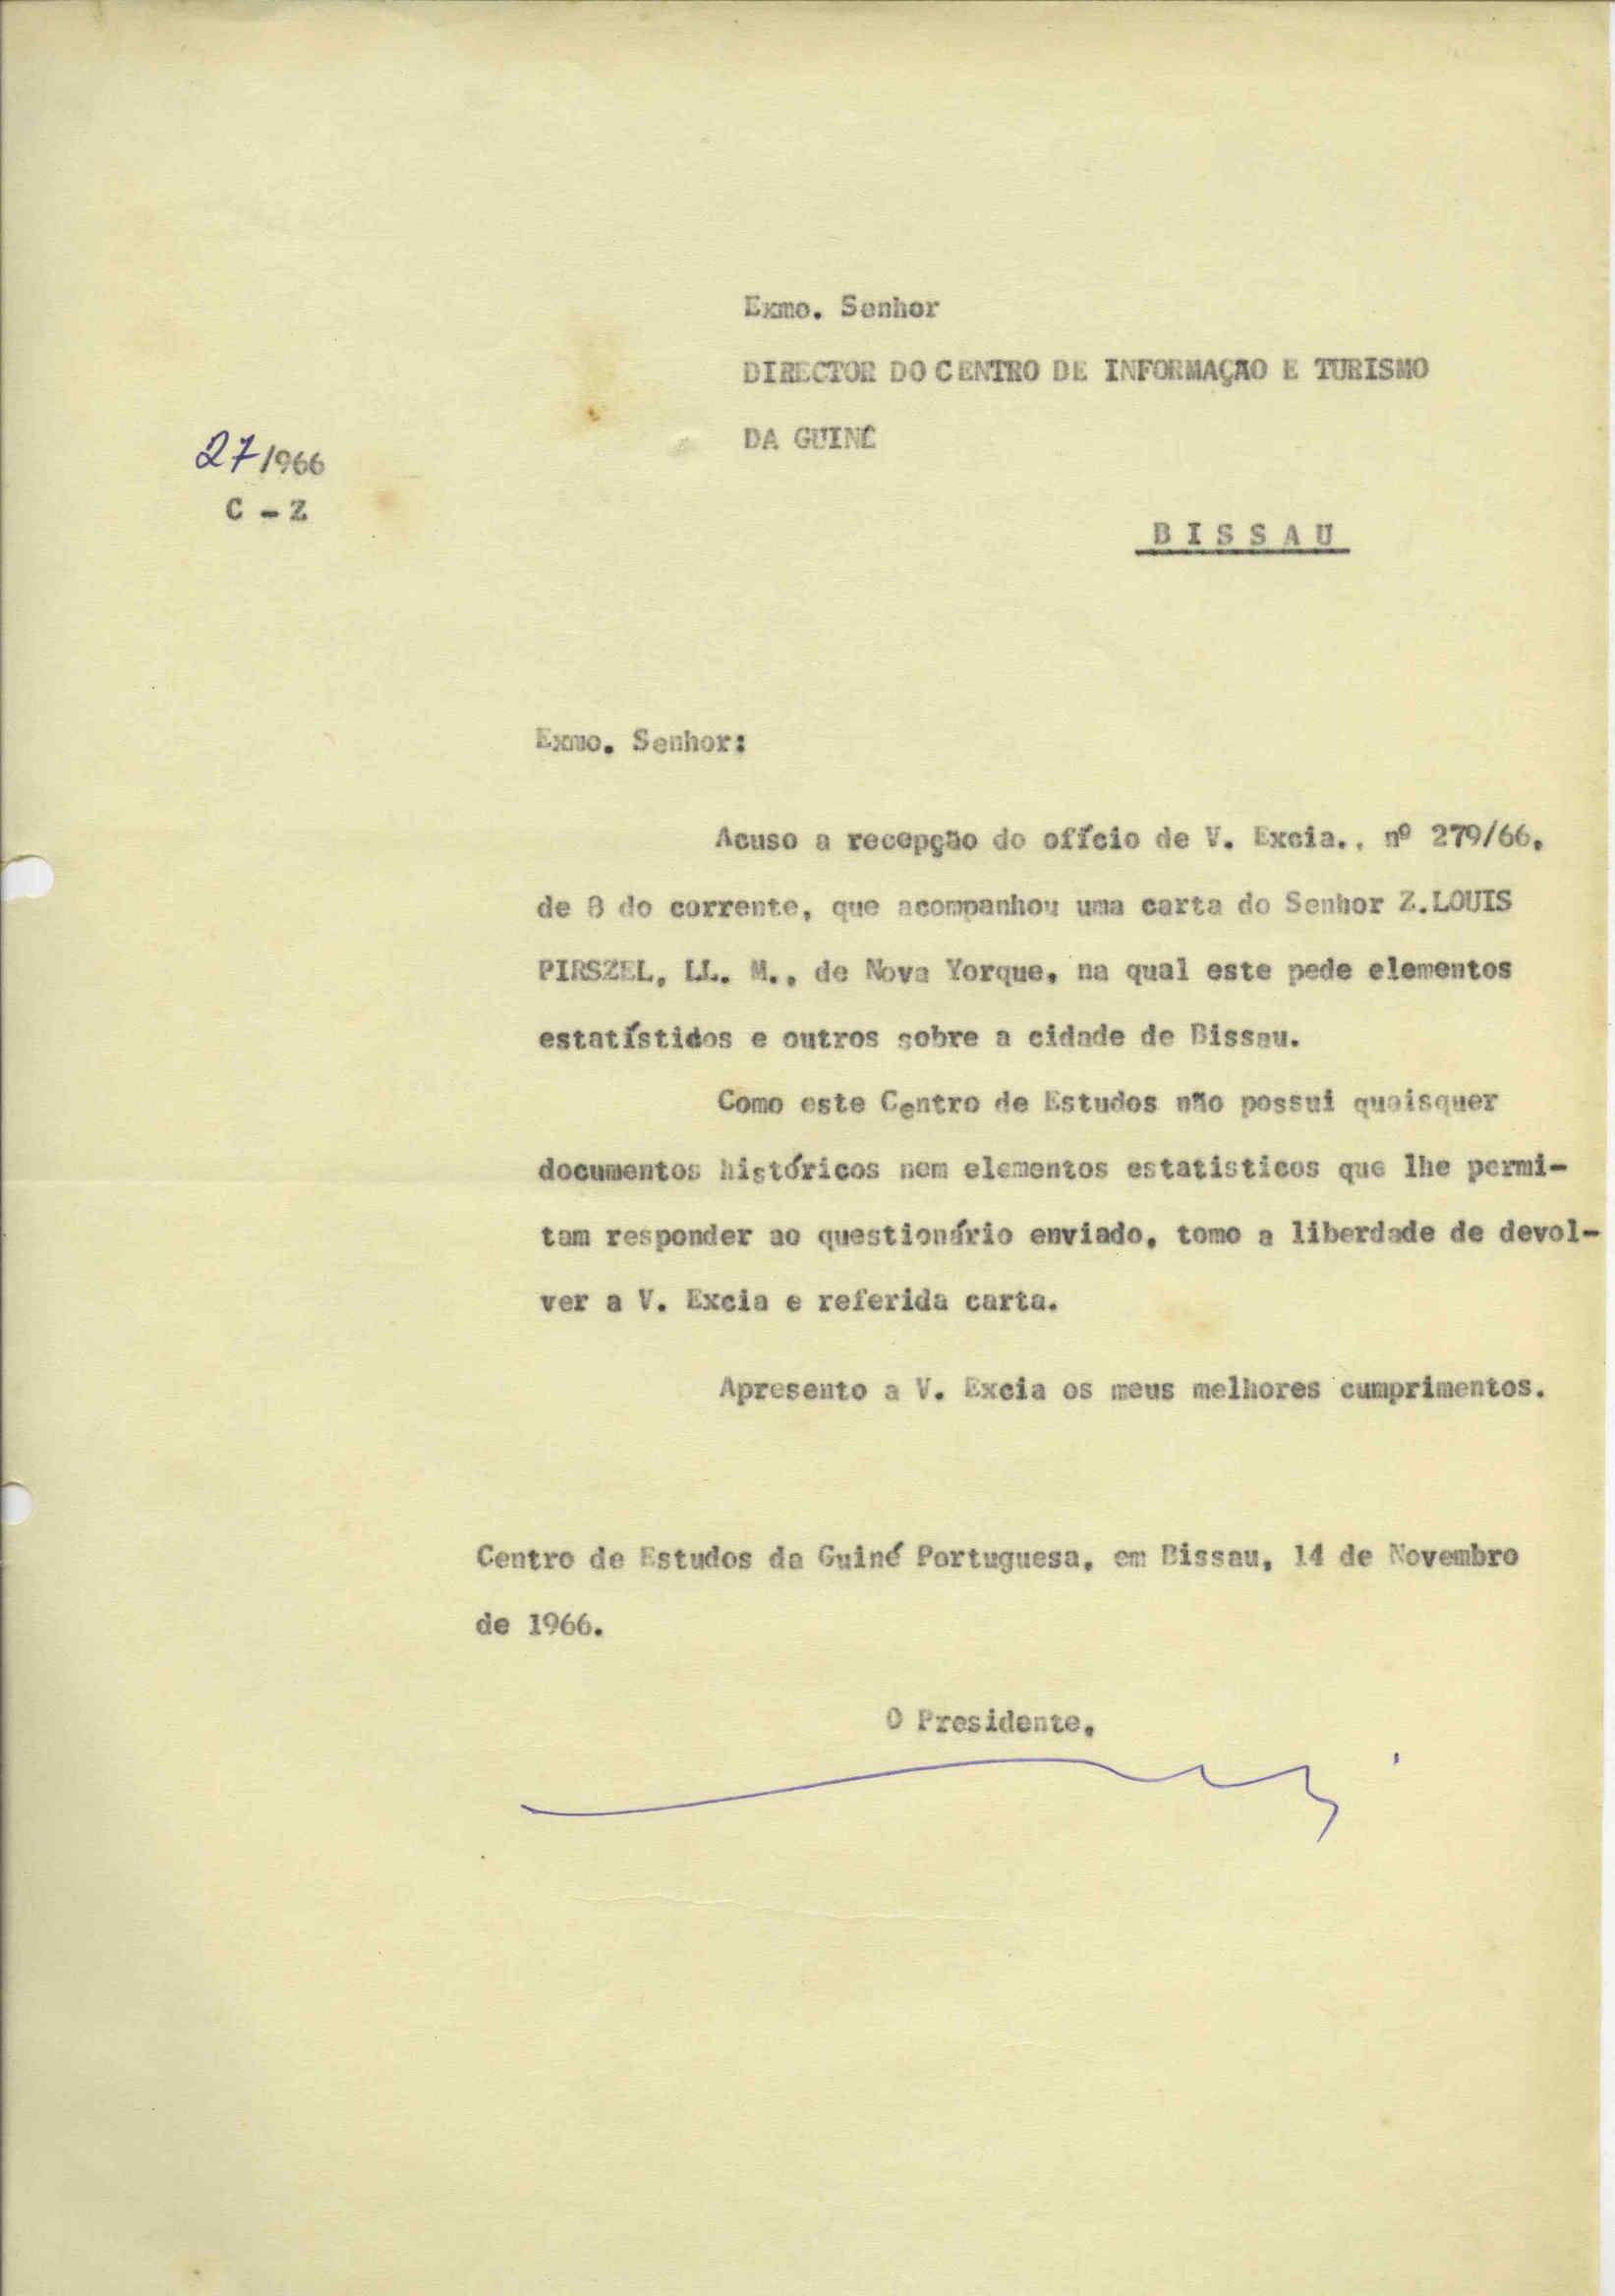 Exmo. Senhor
DIRECTOR DO CENTRO DE INFORMAÇÃO E TURISMO
DA GUINÉ
27/966
C - Z
B I S S A U
Exmo. Senhor:
Acuso a recepção do ofício de V. Excia., nº 279/66,
de 8 do corrente, que acompanhou uma carta do Senhor Z.LOUIS
PIRSZEL, LL. M., de Nova Yorque, na qual este pede elementos
estatístidos e outros sobre a cidade de Bissau.
Como este Centro de Estudos não possui quaisquer
documentos históricos nem elementos estatisticos que lhe permi-
tam responder ao questionário enviado, tomo a liberdade de devol-
ver a V. Excia e referida carta.
Apresento a V. Excia os meus melhores cumprimentos.
Centro de Estudos da Guiné Portuguesa, em Bissau, 14 de Novembro
de 1966.
O Presidente,